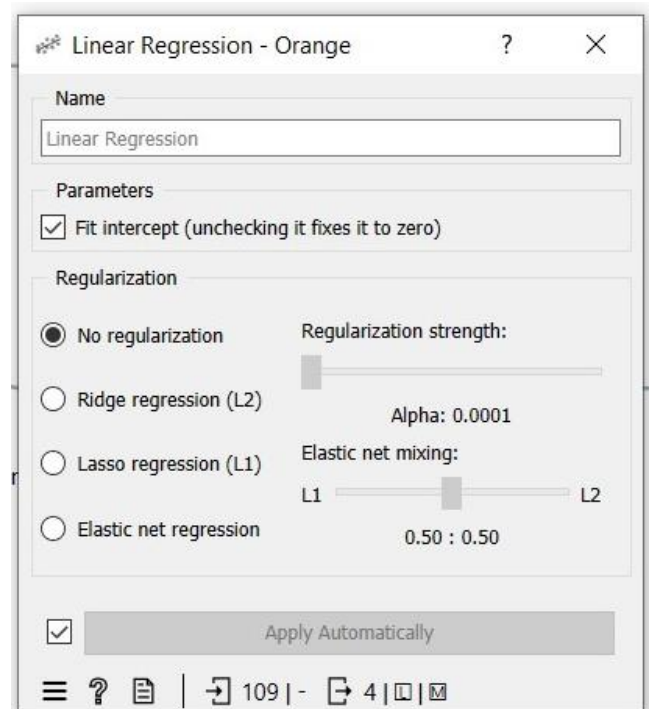 Linear Regression - Orange ?
Name
Linear Regression
Parameters
Fit intercept (unchecking it fixes it to zero)
Regularization
No regularization
Ridge regression (L2)
Lasso regression (L1)
Elastic net regression
Regularization strength:
Alpha: 0.0001
Elastic net mixing:
L1 L2
0.50 : 0.50
Apply Automatically
? 109 | - 4 | L | M